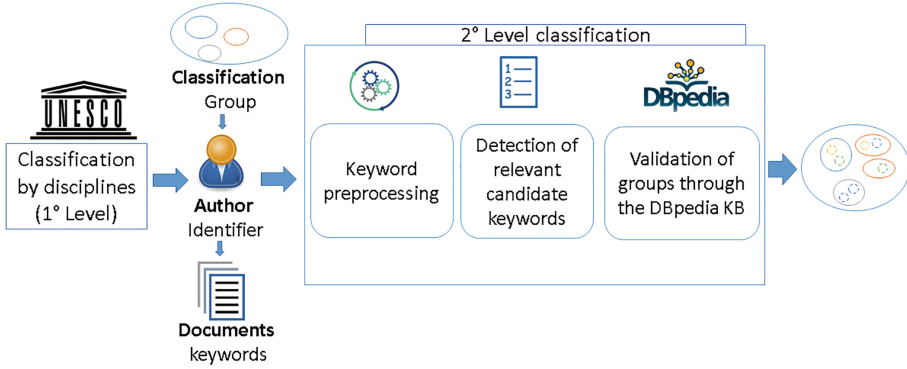 UNESCO
Classification
by disciplines
(1° Level)
Classification
Group
Author
Identifier
Documents
keywords
2° Level classification
Keyword
preprocessing
1
2
3
Detection of
relevant
candidate
keywords
DBpedia
Validation of
groups through
the DBpedia KB